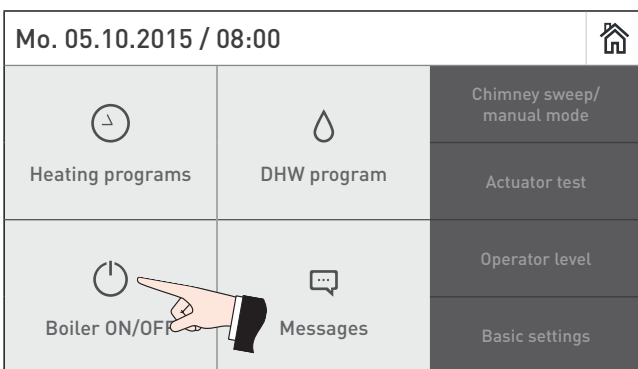 Mo. 05.10.2015 / 08:00
Heating programs
DHW program
Chimney sweep/
manual mode
Actuator test
Boiler ON/OFF
Messages
Operator level
Basic settings